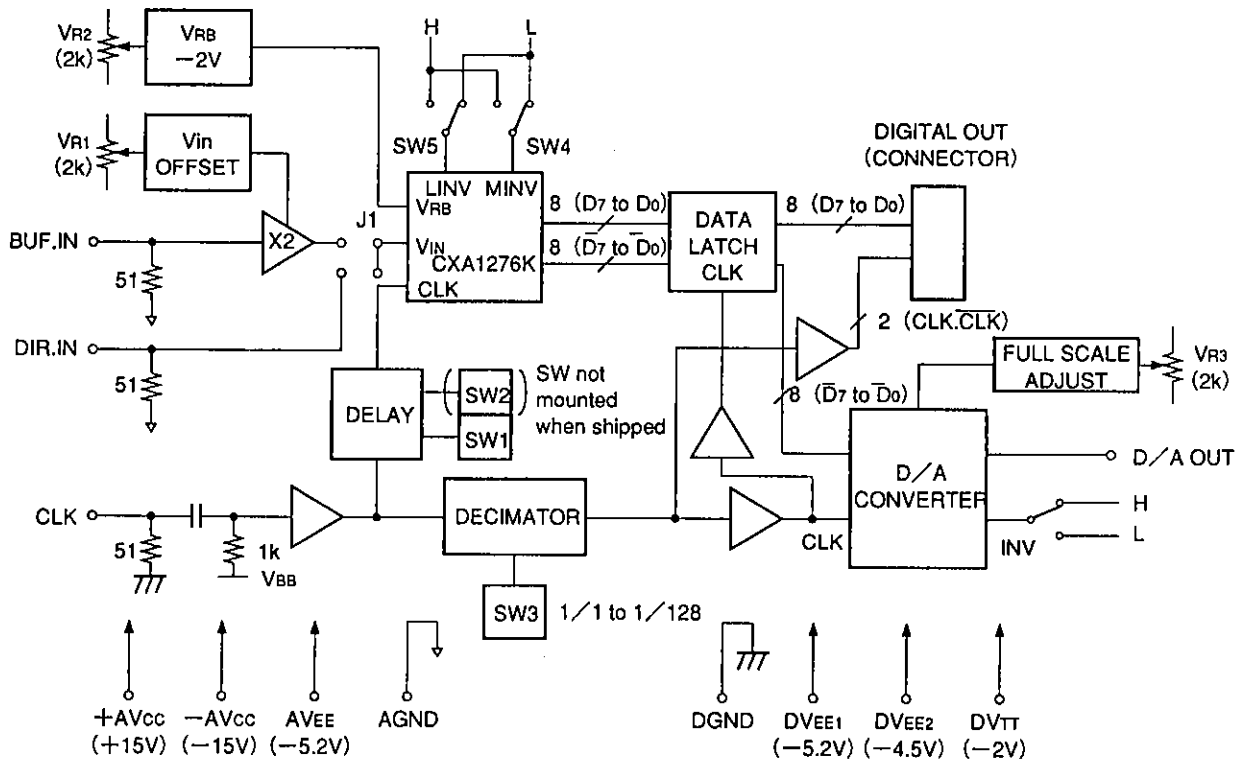 VR2
(2k)
VRB
−2V
H
L
VR1
(2k)
Vin
OFFSET
SW5
SW4
DIGITAL OUT
(CONNECTOR)
LINV
MINV
VRB
VIN
CXA1276K
CLK
J1
BUF.IN
X2
51
8 (D7 to D0)
8 (D̅7 to D̅0)
DATA
LATCH
CLK
8 (D7 to D0)
2 (CLK.C̅L̅K̅)
DIR.IN
51
DELAY
SW2
SW1
SW not
mounted
when shipped
FULL SCALE
ADJUST
VR3
(2k)
8 (D̅7 to D̅0)
D/A
CONVERTER
D/A OUT
H
L
INV
CLK
51
1k
VBB
DECIMATOR
CLK
SW3
1/1 to 1/128
+AVCC
(+15V)
−AVCC
(−15V)
AVEE
(−5.2V)
AGND
DGND
DVEE1
(−5.2V)
DVEE2
(−4.5V)
DVTT
(−2V)